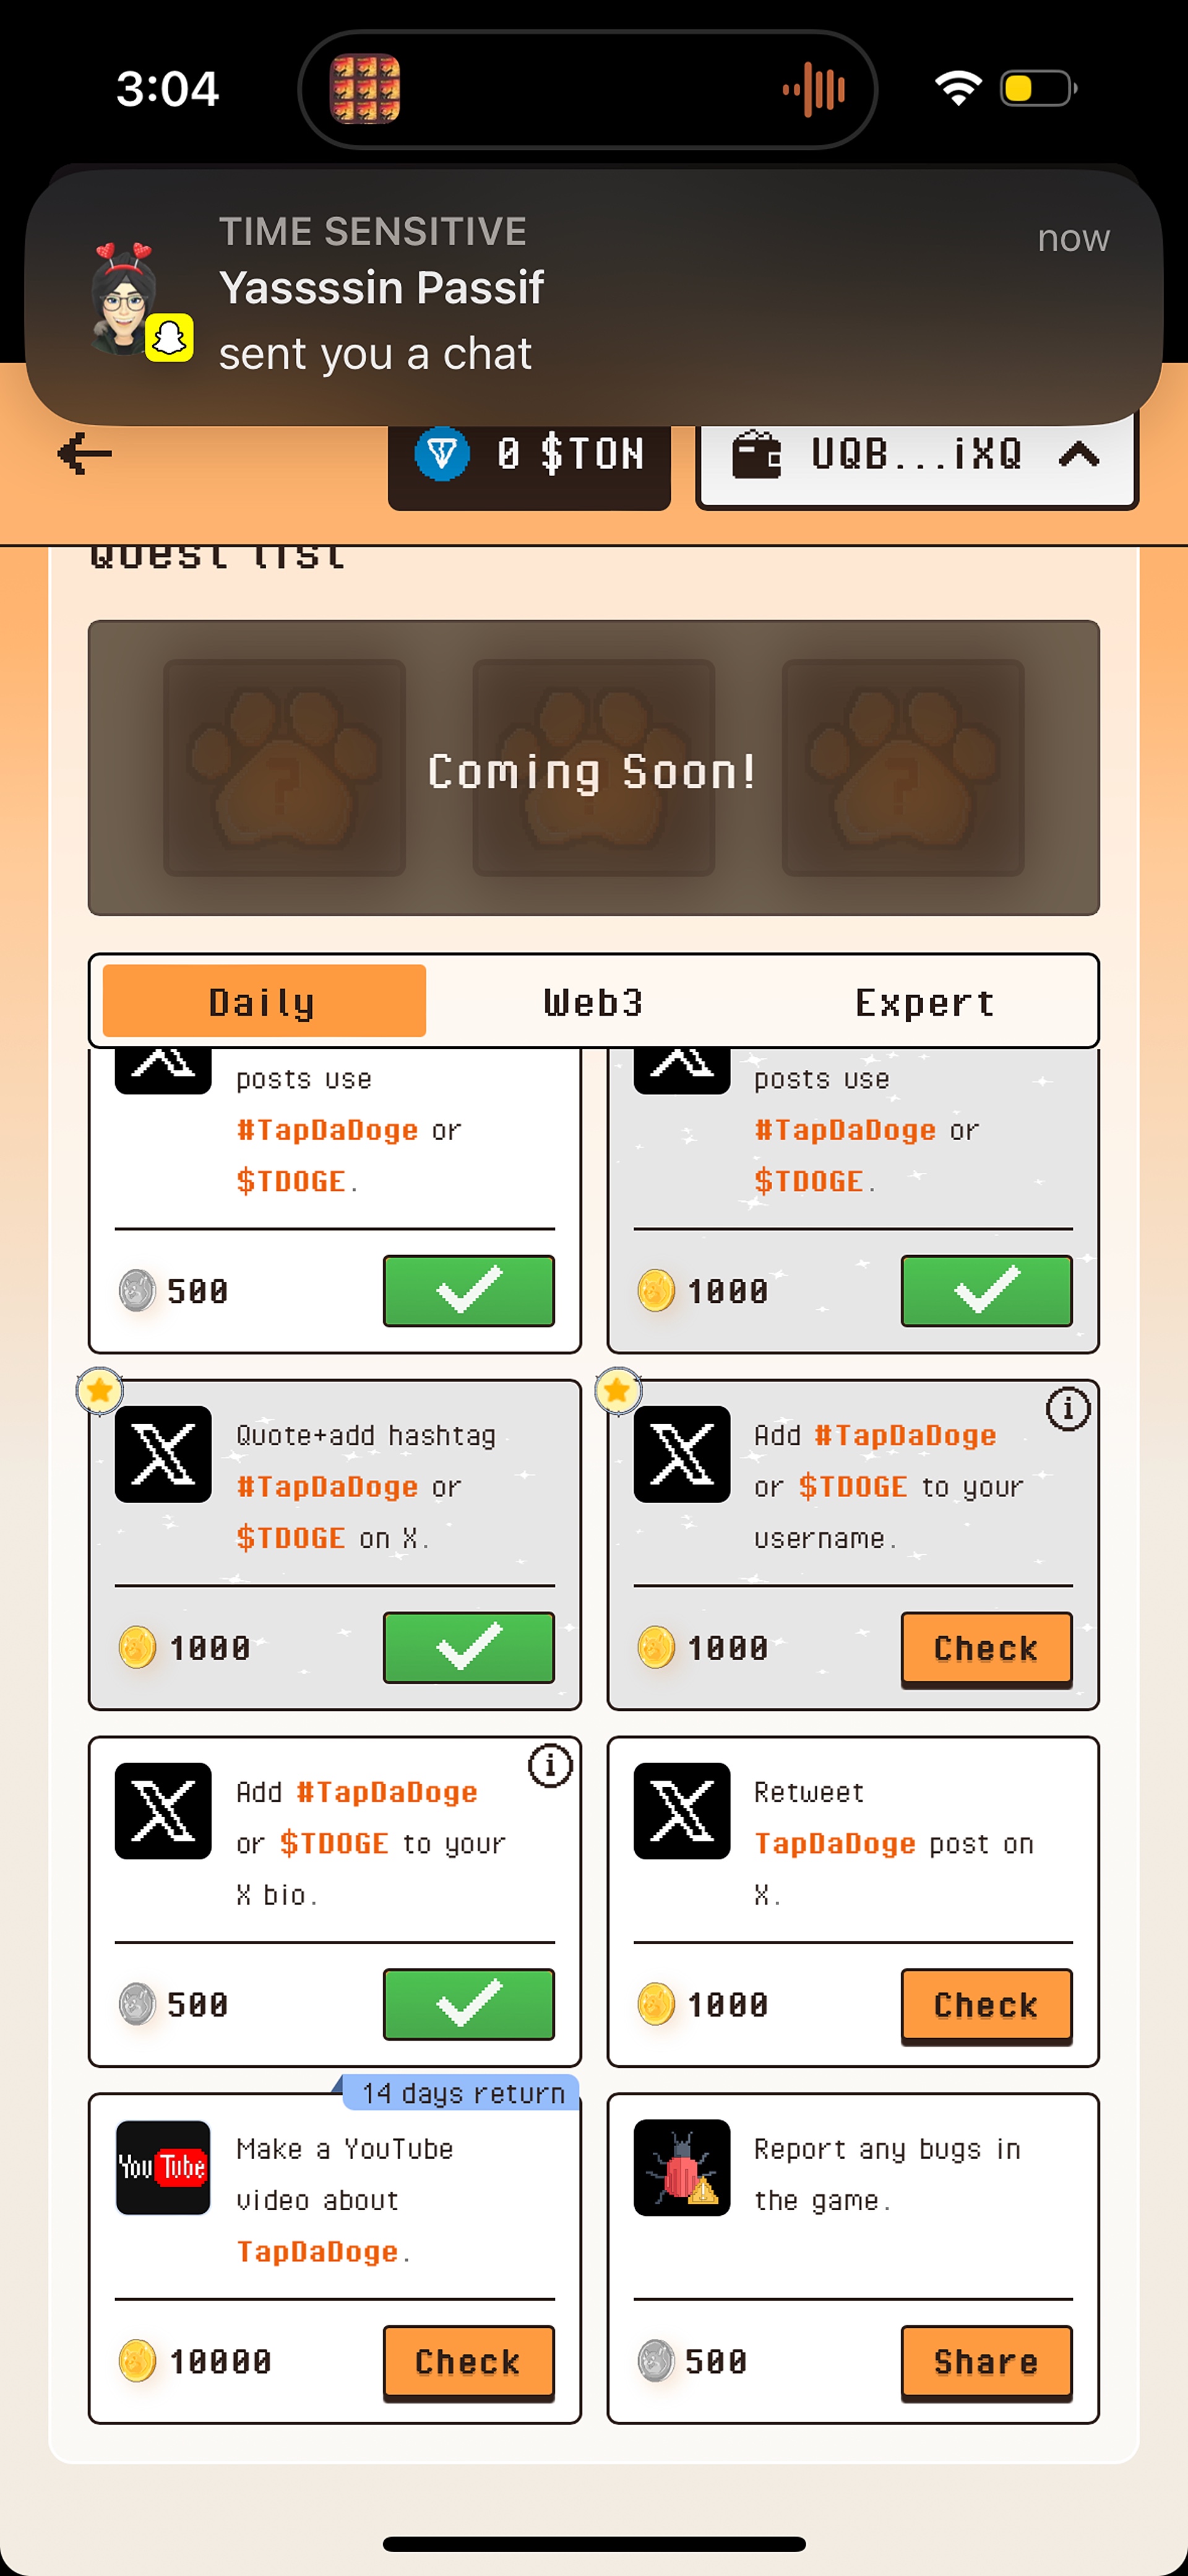 3:04
TIME SENSITIVE
now
Yassssin Passif
sent you a chat
0 $TON
UQB...iXQ
Quest list
Coming Soon!
Daily
Web3
Expert
posts use
#TapDaDoge or
$TDOGE.
500
posts use
#TapDaDoge or
$TDOGE.
1000
Quote+add hashtag
#TapDaDoge or
$TDOGE on X.
1000
Add #TapDaDoge
or $TDOGE to your
username.
1000
Check
Add #TapDaDoge
or $TDOGE to your
X bio.
500
Retweet
TapDaDoge post on
X.
1000
Check
14 days return
YouTube
Make a YouTube
video about
TapDaDoge.
10000
Check
Report any bugs in
the game.
500
Share